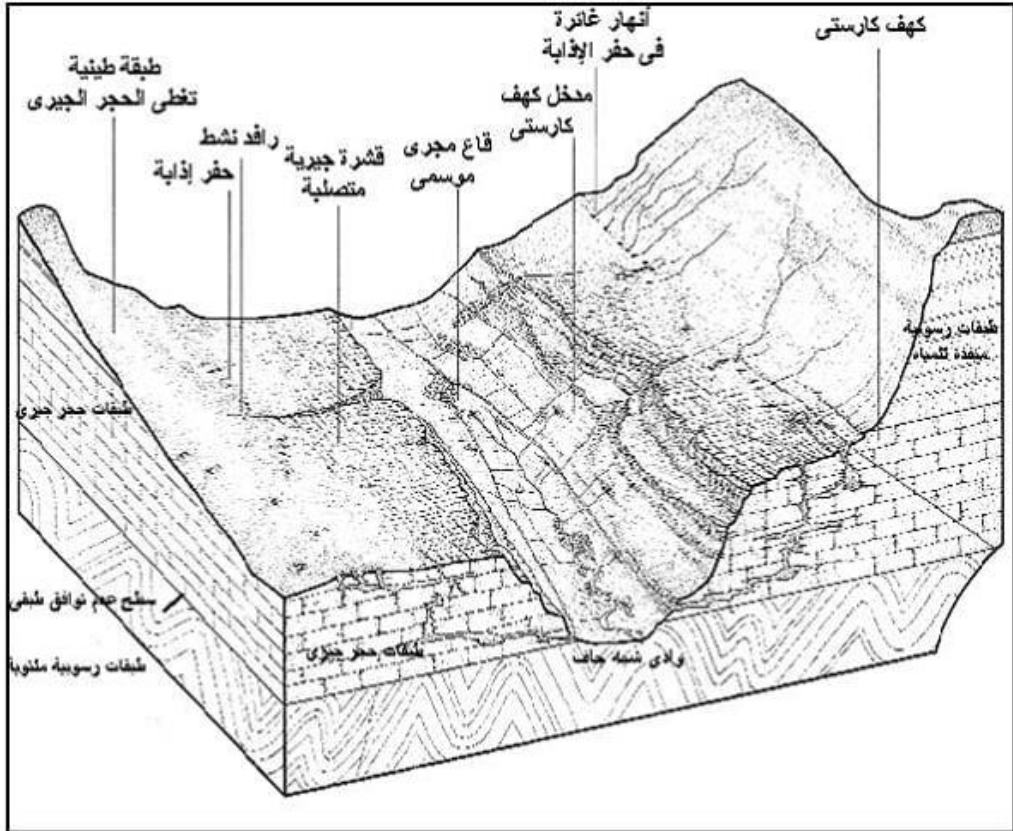 كهف كارستى
أنهار غائرة
فى حفر الإذابة
مدخل كهف
كارستى
قاع مجرى
موسمى
قشرة جيرية
متصلبة
رافد نشط
حفر إذابة
طبقة طينية
تغطى الحجر الجيرى
طبقات رسوبية
منفذة للمياه
طبقات حجر جيرى
سطح عدم توافق طبقى
طبقات رسوبية ملتوية
طبقات حجر جيرى
وادى شبه جاف